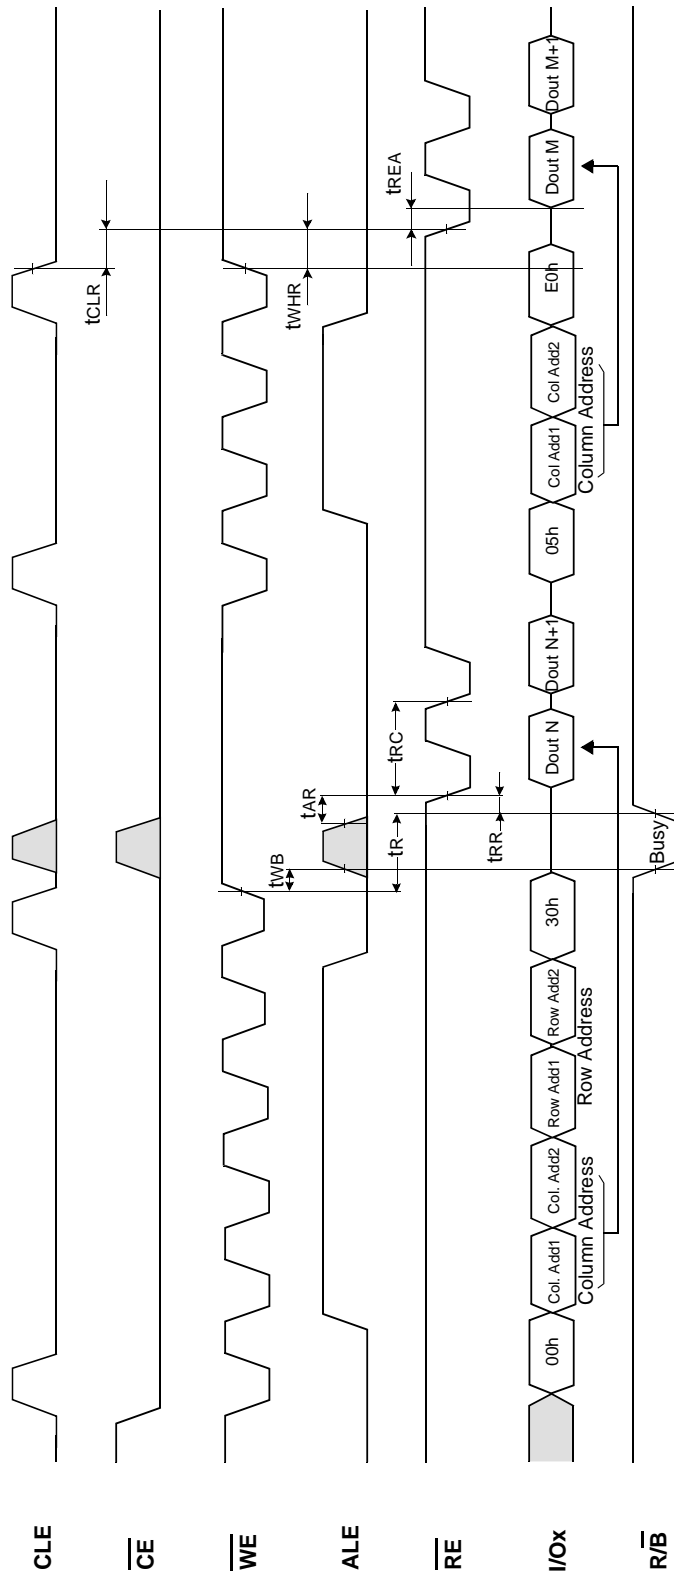 CLE
CE
WE
ALE
RE
I/Ox
R/B
tCLR
tWHR
tREA
tWB
tAR
tR
tRC
tRR
00h
Col. Add1
Col. Add2
Row Add1
Row Add2
30h
Dout N
Dout N+1
05h
Col Add1
Col Add2
E0h
Dout M
Dout M+1
Column Address
Row Address
Column Address
Busy